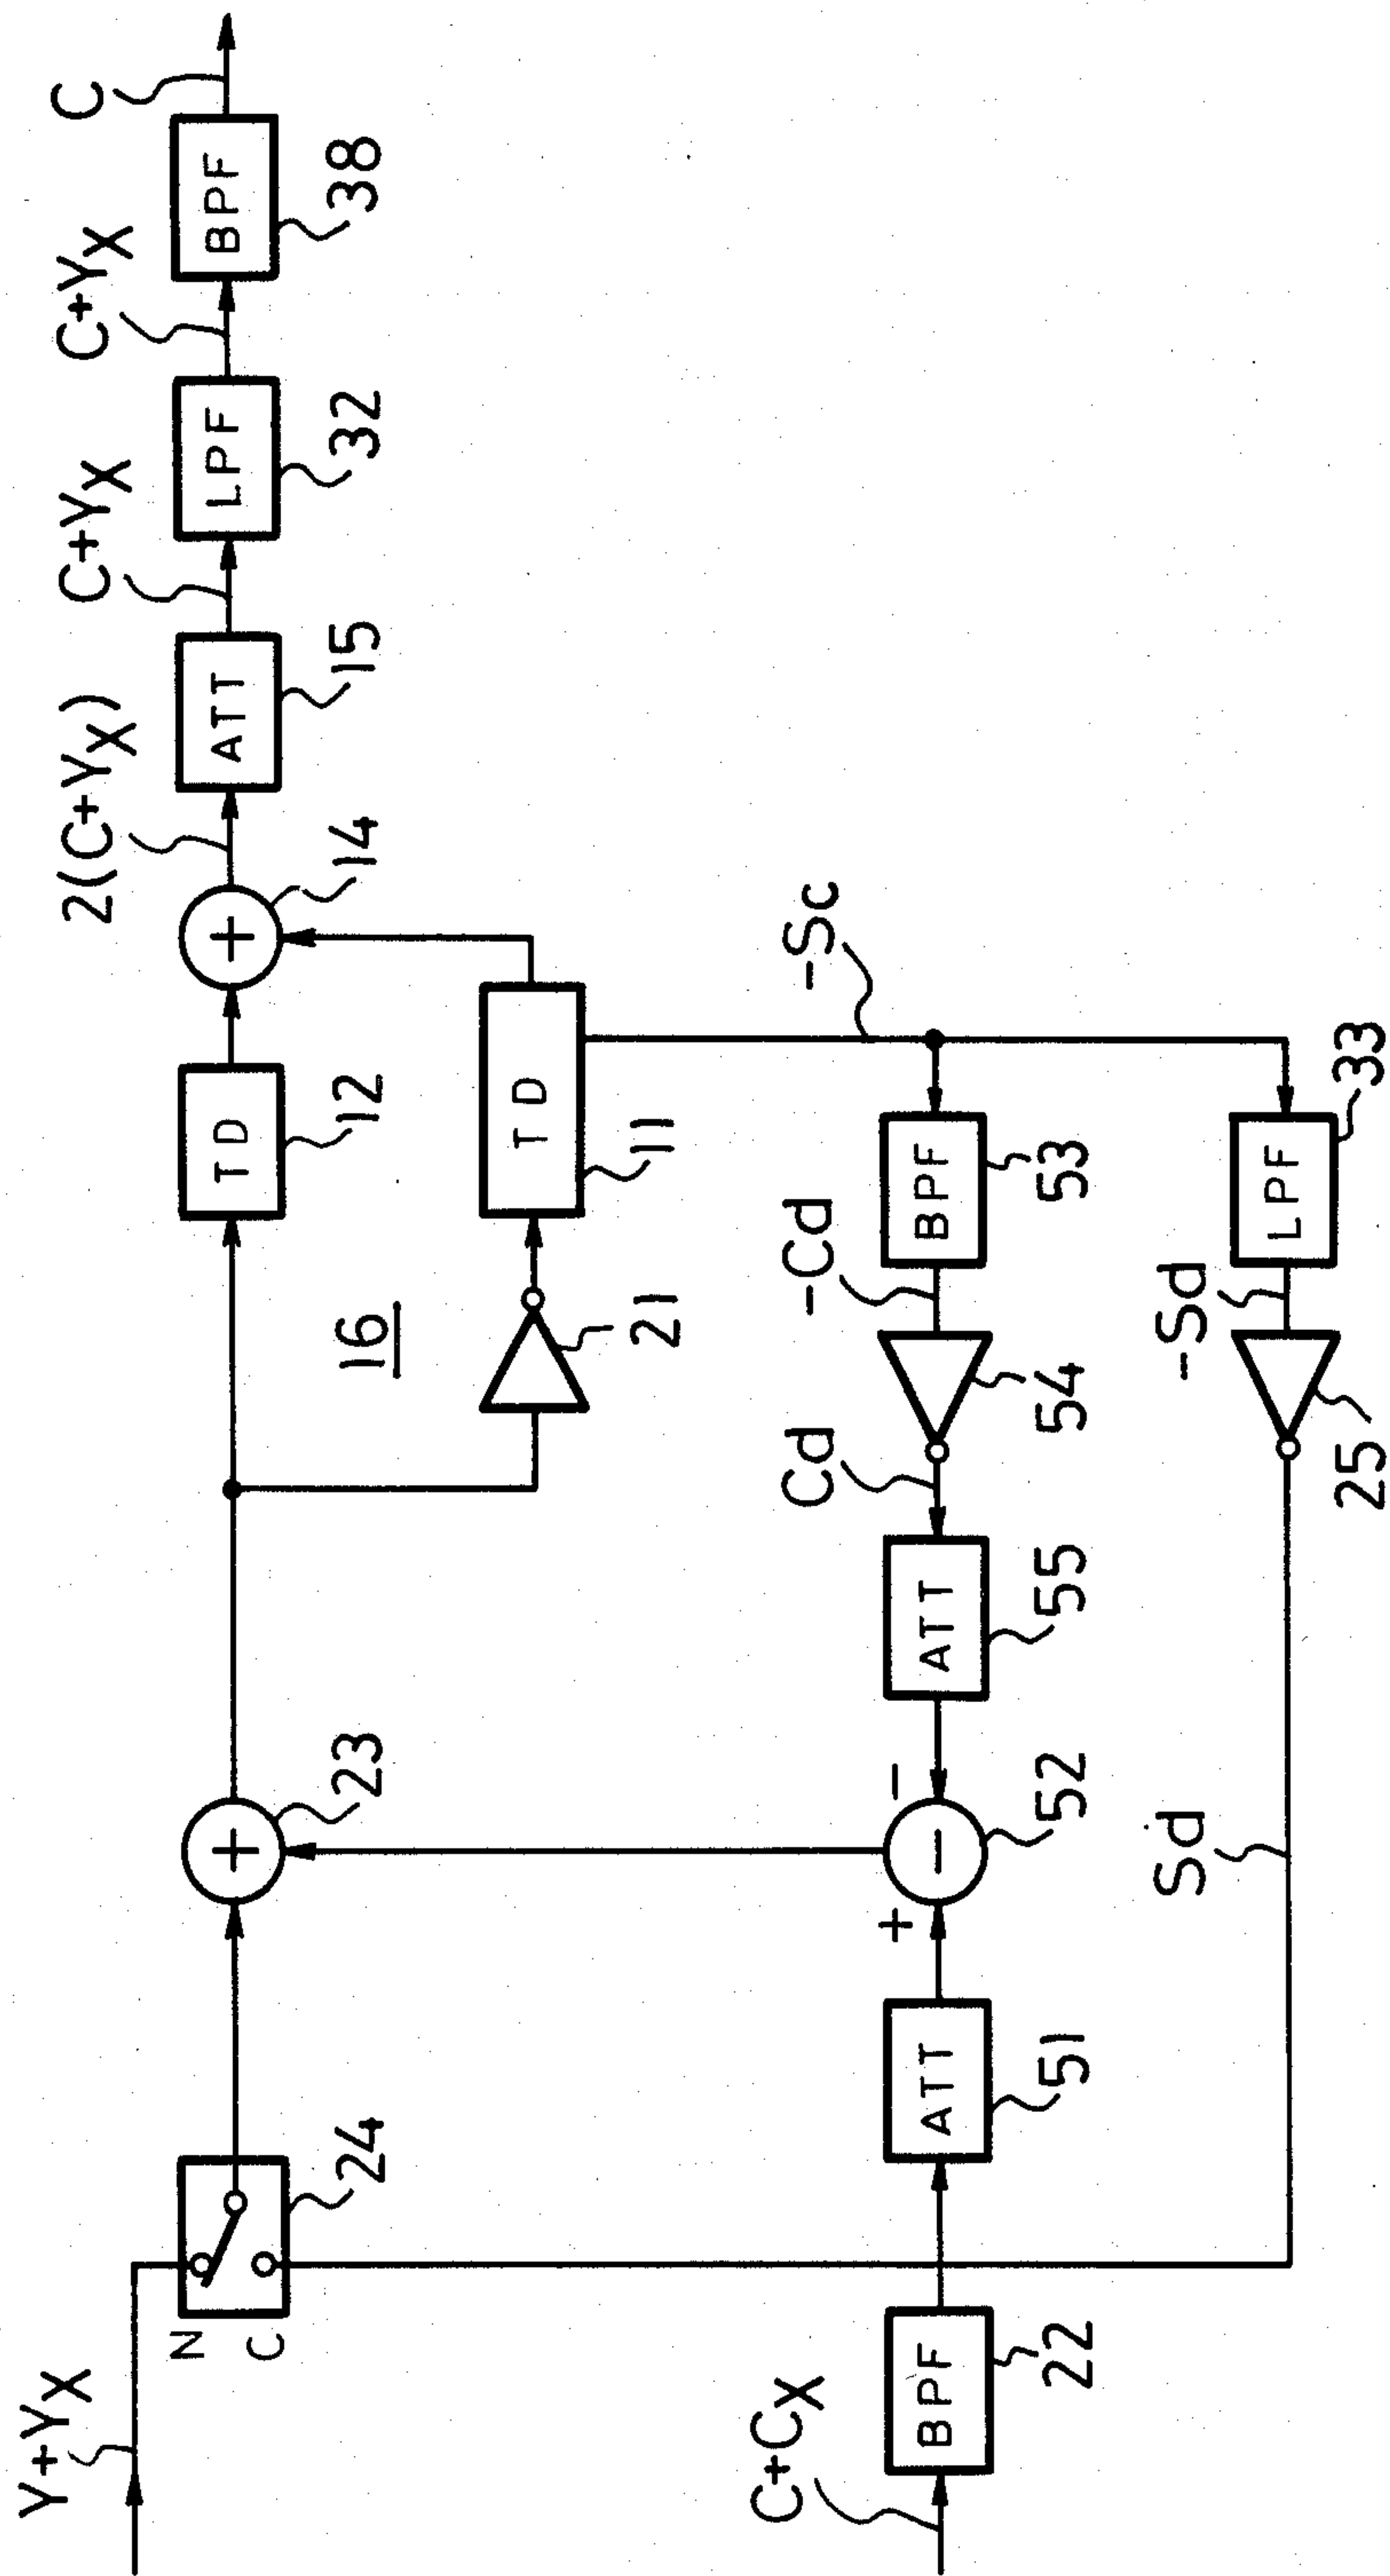 Y+YX
N
C
24
23
TD
12
14
2(C+YX)
ATT
15
C+YX
LPF
32
C+YX
BPF
38
C
16
21
TD
11
-Sc
C+CX
BPF
22
ATT
51
+
-
52
ATT
55
Cd
54
-Cd
BPF
53
Sd
25
-Sd
LPF
33